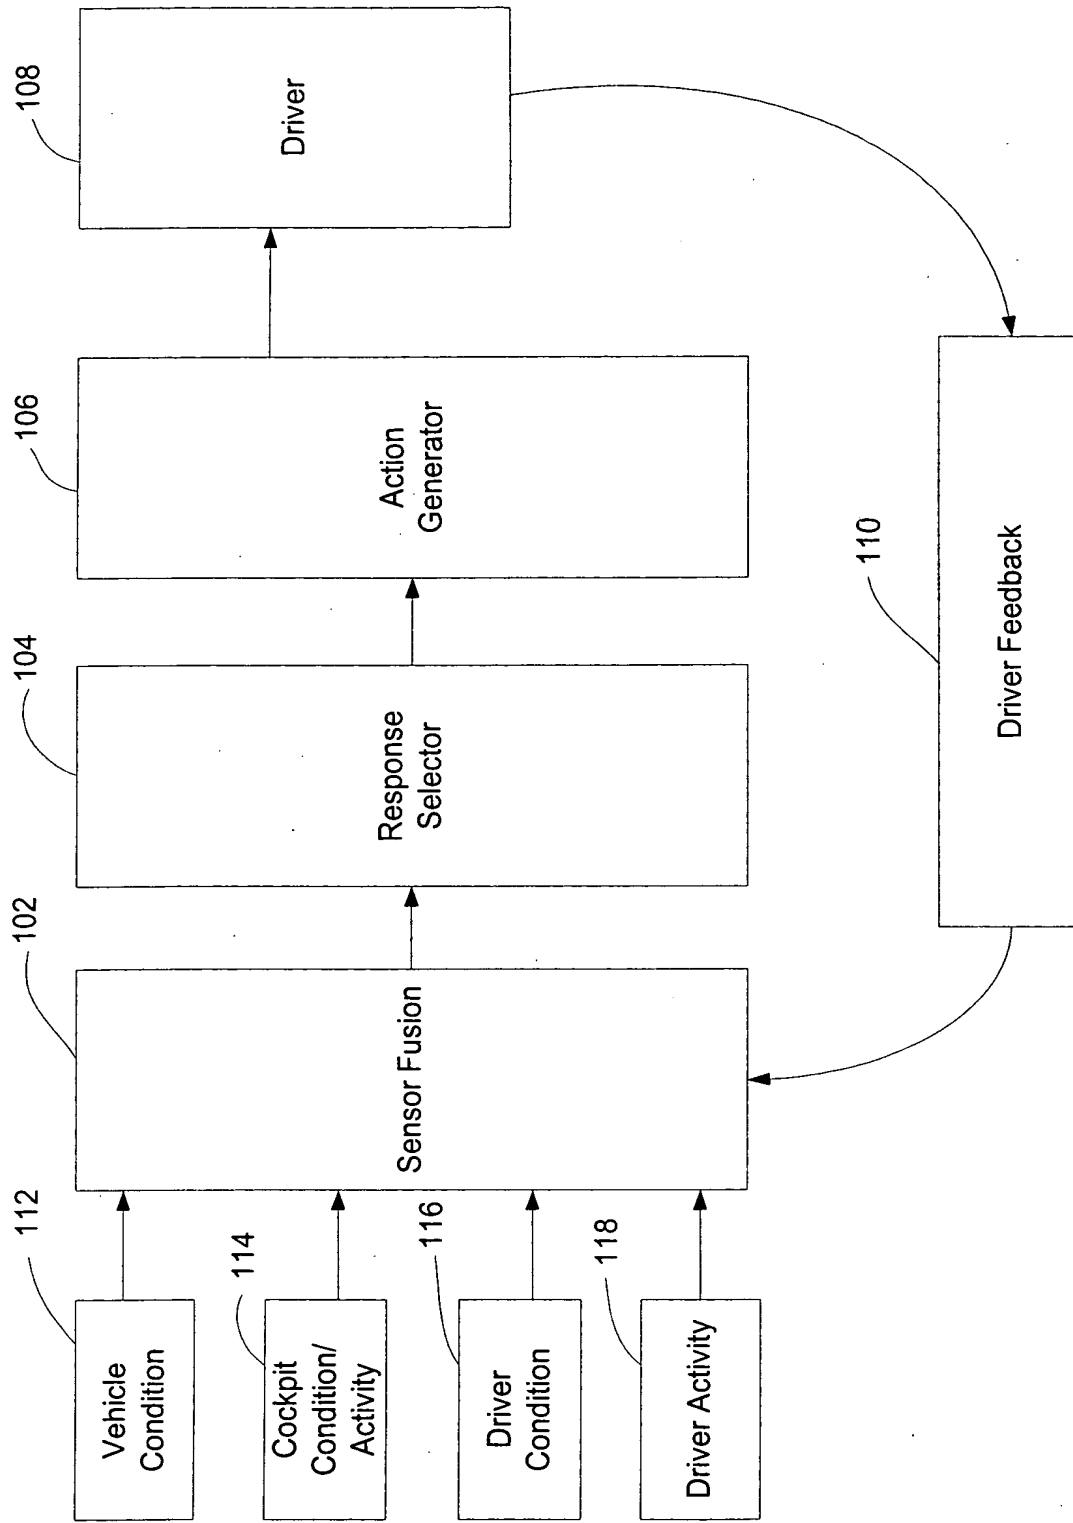 112
Vehicle
Condition
114
Cockpit
Condition/
Activity
116
Driver
Condition
118
Driver Activity
102
Sensor Fusion
104
Response
Selector
106
Action
Generator
108
Driver
110
Driver Feedback